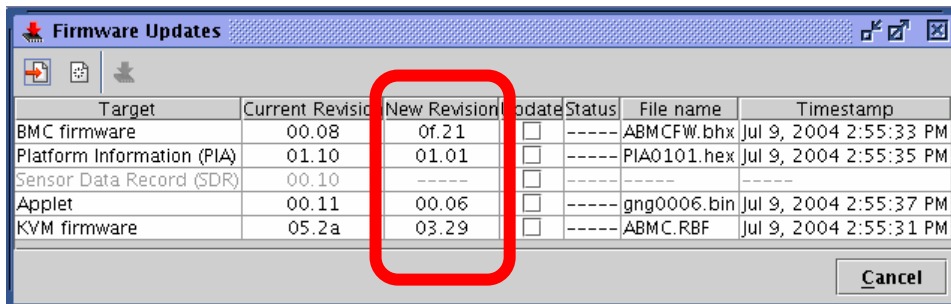 Firmware Updates
Target Current Revision New Revision Update Status File name Timestamp
BMC firmware 00.08 0f.21 ----- ABMCFW.bhx Jul 9, 2004 2:55:33 PM
Platform Information (PIA) 01.10 01.01 ----- PIA0101.hex Jul 9, 2004 2:55:35 PM
Sensor Data Record (SDR) 00.10 ----- ----- ----- -----
Applet 00.11 00.06 ----- gng0006.bin Jul 9, 2004 2:55:37 PM
KVM firmware 05.2a 03.29 ----- ABMC.RBF Jul 9, 2004 2:55:31 PM
Cancel